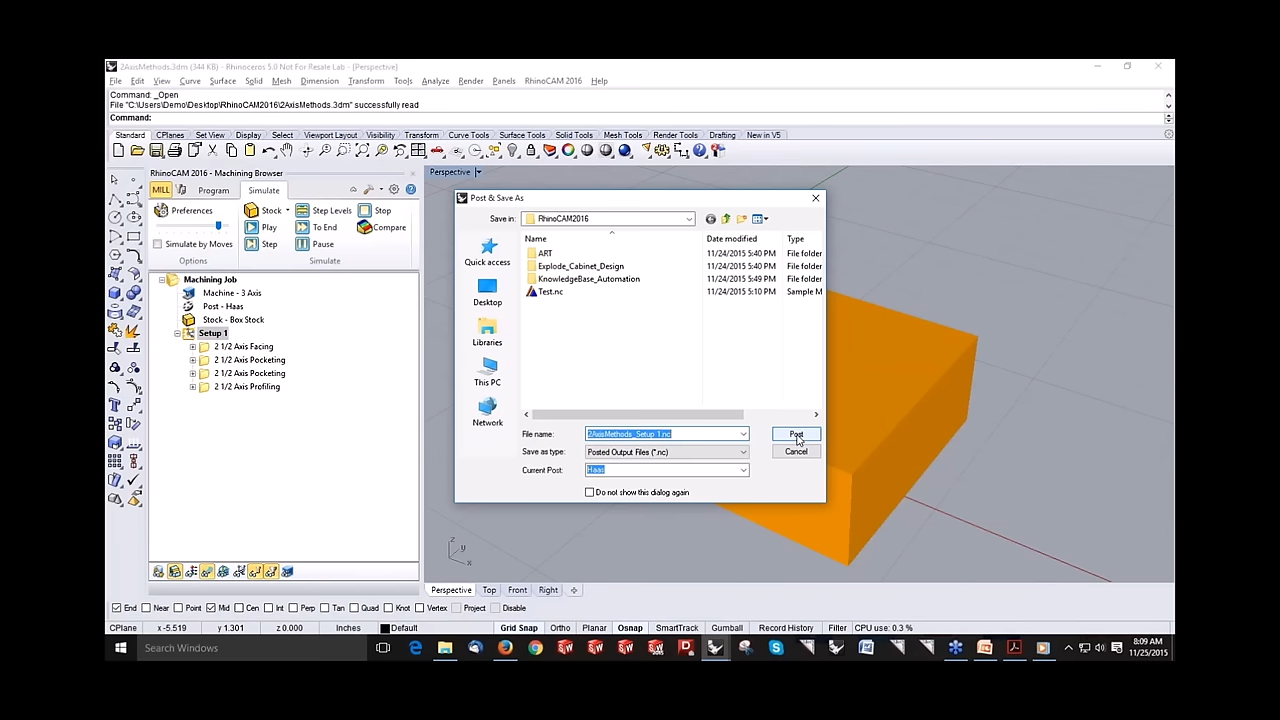 2AxisMethods.3dm (344 KB) - Rhinoceros 5.0 Not For Resale Lab - [Perspective]
File Edit View Curve Surface Solid Mesh Dimension Transform Tools Analyze Render Panels RhinoCAM 2016 Help
Command: _Open
File "C:\Users\Demo\Desktop\RhinoCAM2016\2AxisMethods.3dm" successfully read
Command:
Standard CPlanes Set View Display Select Viewport Layout Visibility Transform Curve Tools Surface Tools Solid Tools Mesh Tools Render Tools Drafting New in V5
RhinoCAM 2016 - Machining Browser
MILL Program Simulate
Preferences Stock Step Levels Stop
Play To End Compare
Simulate by Moves Step Pause
Options Simulate
Machining Job
Machine - 3 Axis
Post - Haas
Stock - Box Stock
Setup 1
2 1/2 Axis Facing
2 1/2 Axis Pocketing
2 1/2 Axis Pocketing
2 1/2 Axis Profiling
Perspective
Post & Save As
Save in: RhinoCAM2016
Name Date modified Type
ART 11/24/2015 5:40 PM File folder
Explode_Cabinet_Design 11/24/2015 5:40 PM File folder
KnowledgeBase_Automation 11/24/2015 5:49 PM File folder
Test.nc 11/24/2015 5:10 PM Sample M
Quick access
Desktop
Libraries
This PC
Network
File name: 2AxisMethods_Setup 1.nc Post
Save as type: Posted Output Files (*.nc) Cancel
Current Post: Haas
Do not show this dialog again
z
y
x
Perspective Top Front Right
End Near Point Mid Cen Int Perp Tan Quad Knot Vertex Project Disable
CPlane x -5.519 y 1.301 z 0.000 Inches Default Grid Snap Ortho Planar Osnap SmartTrack Gumball Record History Filter CPU use: 0.3 %
Search Windows
8:09 AM
11/25/2015